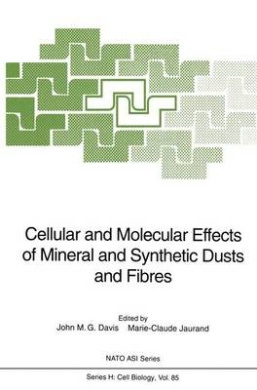 Cellular and Molecular Effects
of Mineral and Synthetic Dusts
and Fibres
Edited by
John M. G. Davis Marie-Claude Jaurand
NATO ASI Series
Series H: Cell Biology, Vol. 85